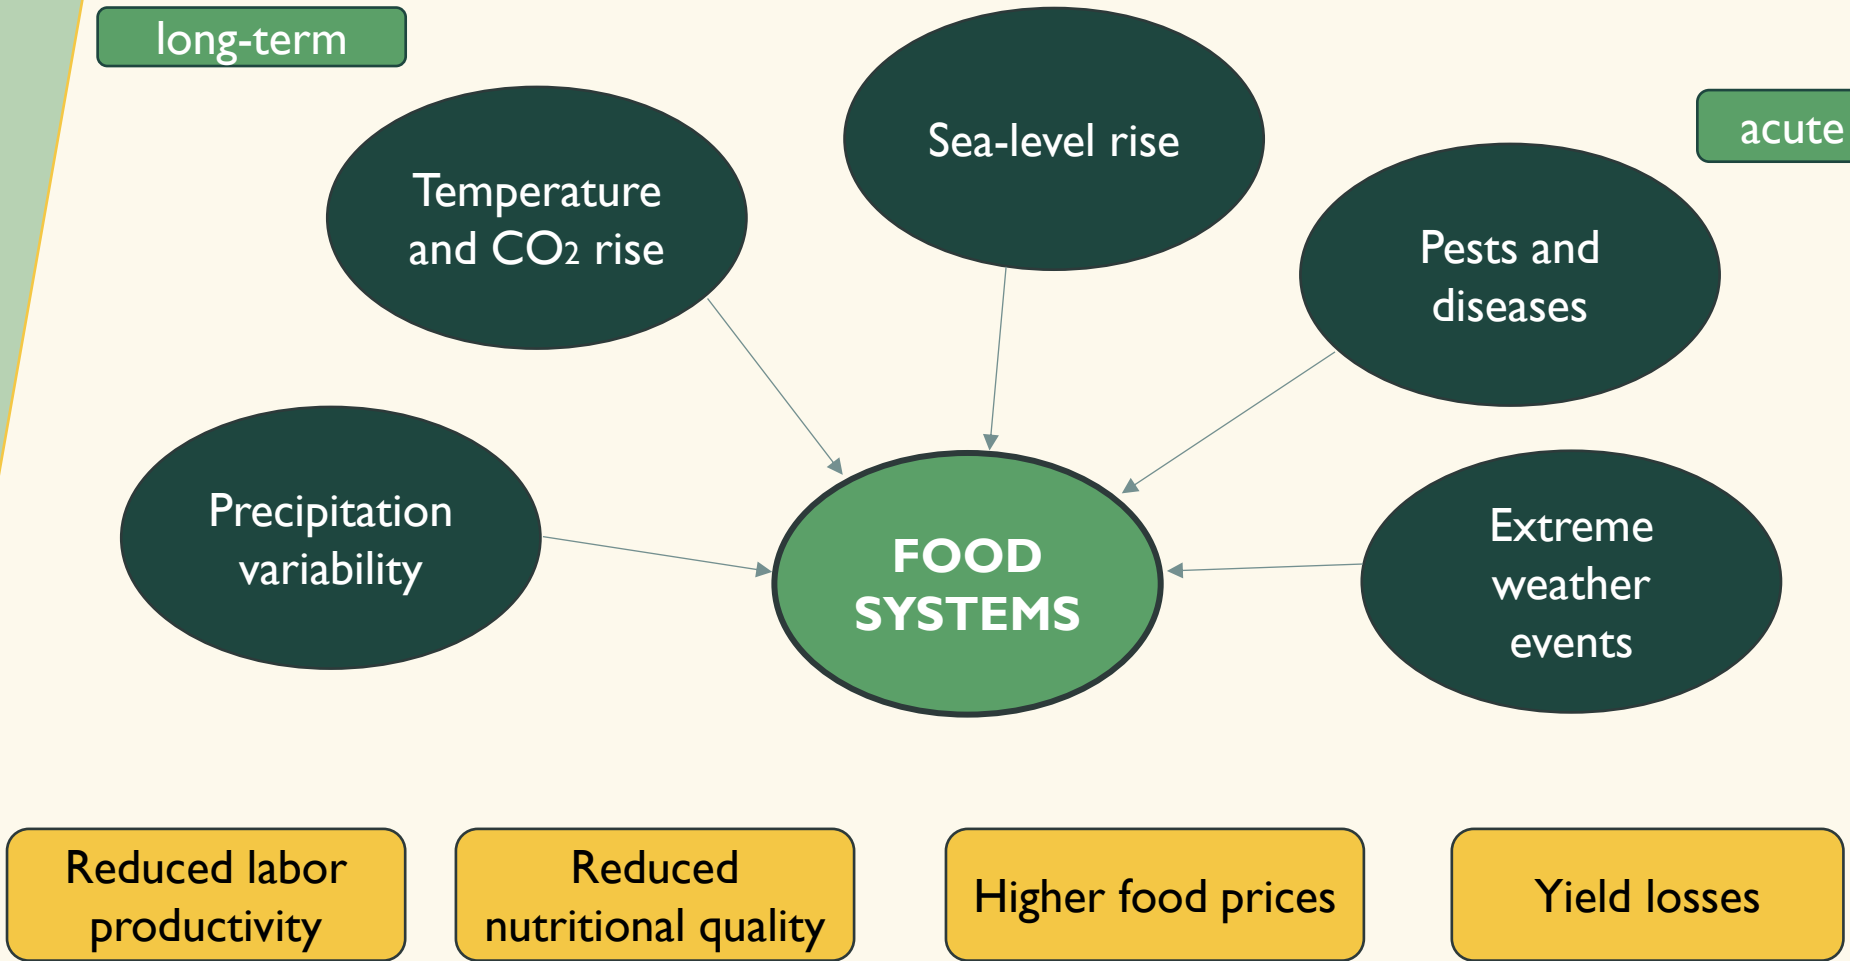 long-term
Sea-level rise
acute
Temperature
and CO₂ rise
Pests and
diseases
Precipitation
variability
FOOD
SYSTEMS
Extreme
weather
events
Reduced labor
productivity
Reduced
nutritional quality
Higher food prices
Yield losses